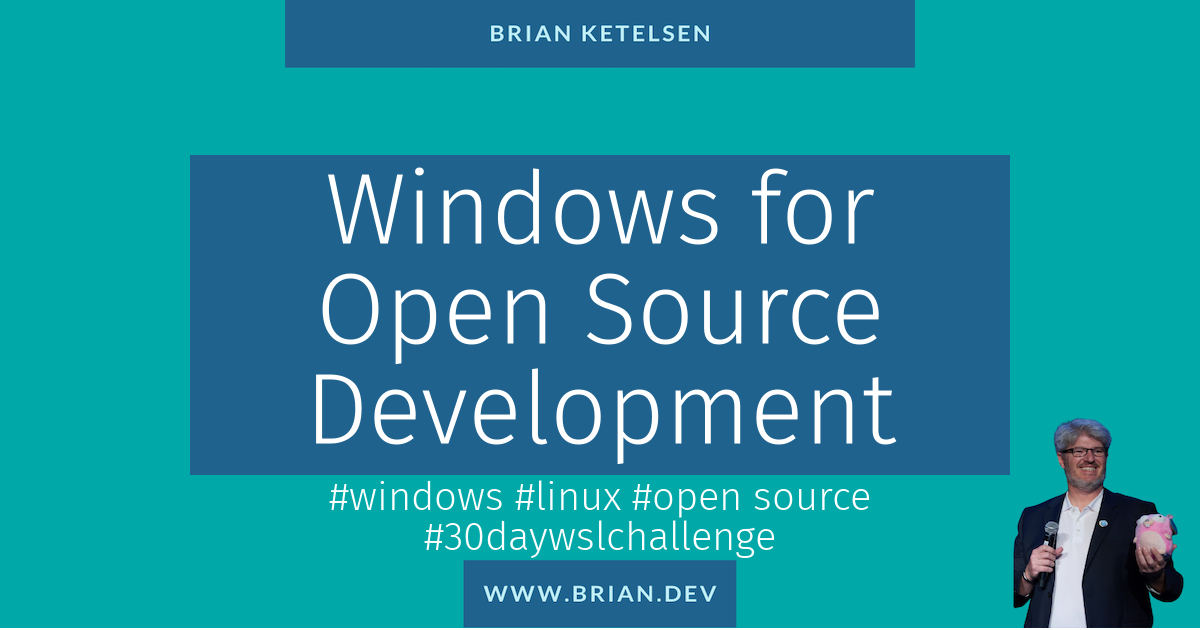 BRIAN KETELSEN
Windows for
Open Source
Development
#windows #linux #open source
#30daywslchallenge
WWW.BRIAN.DEV